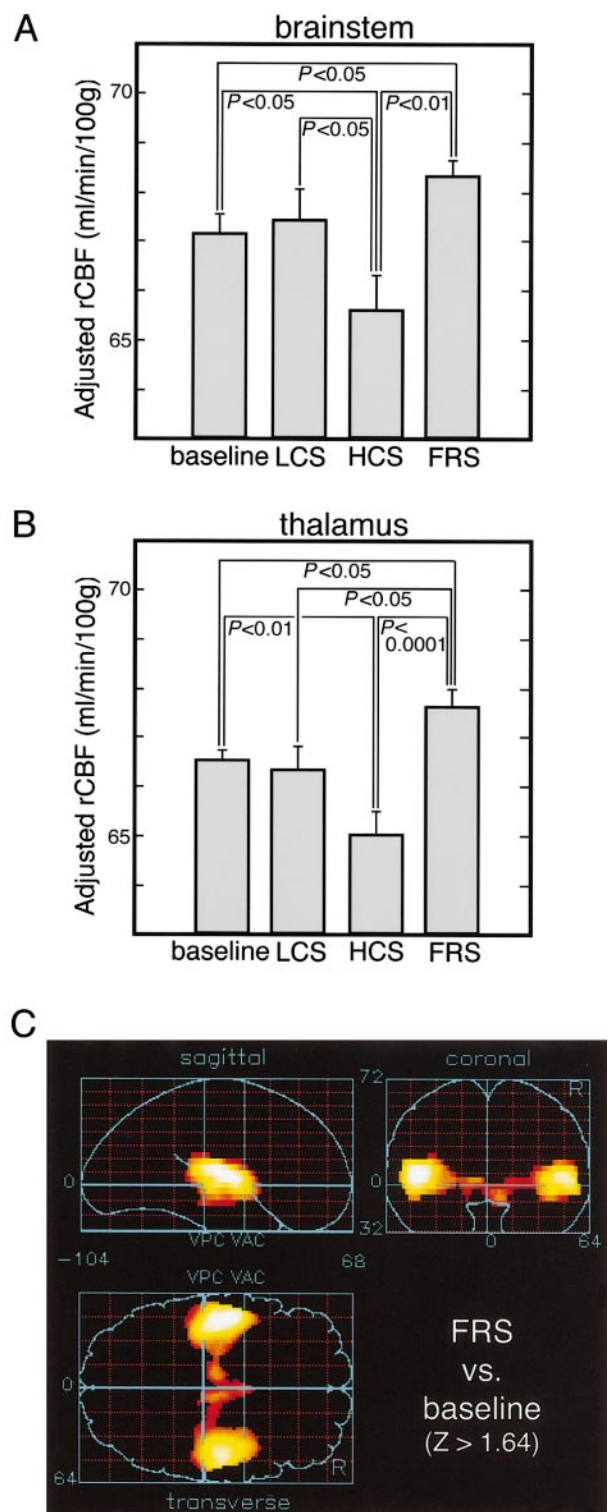 A
brainstem
Adjusted rCBF (ml/min/100g)
70
65
P<0.05
P<0.05
P<0.01
P<0.05
baseline LCS HCS FRS
B
thalamus
Adjusted rCBF (ml/min/100g)
70
65
P<0.05
P<0.05
P<0.01
P<
0.0001
baseline LCS HCS FRS
C
sagittal
coronal
72
R
0
0
32
VPC VAC
0
64
-104
68
VPC VAC
0
64
R
transverse
FRS
vs.
baseline
(Z > 1.64)